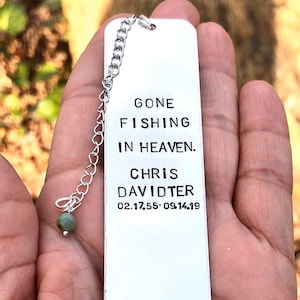 GONE
FISHING
IN HEAVEN.
CHRIS
DAVIDTER
02.17.55-09.14.19